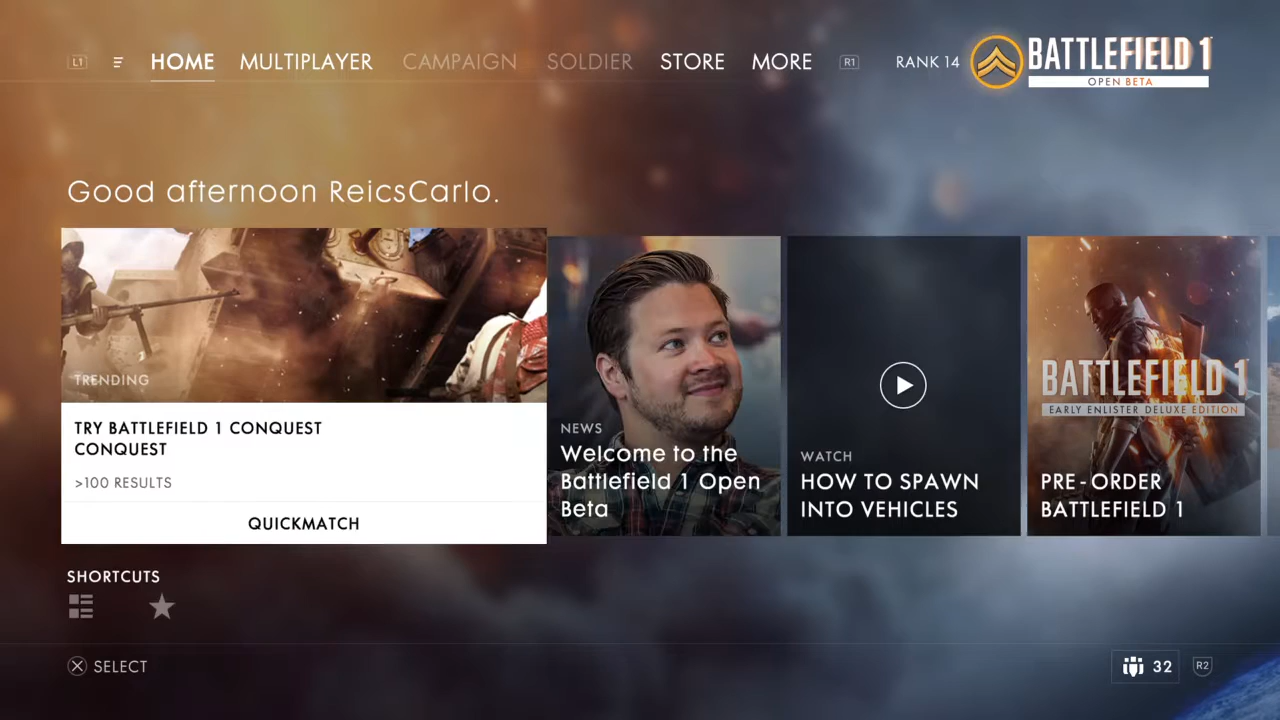 L1
HOME
MULTIPLAYER
CAMPAIGN
SOLDIER
STORE
MORE
R1
RANK 14
BATTLEFIELD 1
OPEN BETA
Good afternoon ReicsCarlo.
TRENDING
TRY BATTLEFIELD 1 CONQUEST
CONQUEST
>100 RESULTS
QUICKMATCH
NEWS
Welcome to the
Battlefield 1 Open
Beta
WATCH
HOW TO SPAWN
INTO VEHICLES
BATTLEFIELD 1
EARLY ENLISTER DELUXE EDITION
PRE-ORDER
BATTLEFIELD 1
SHORTCUTS
SELECT
32
R2